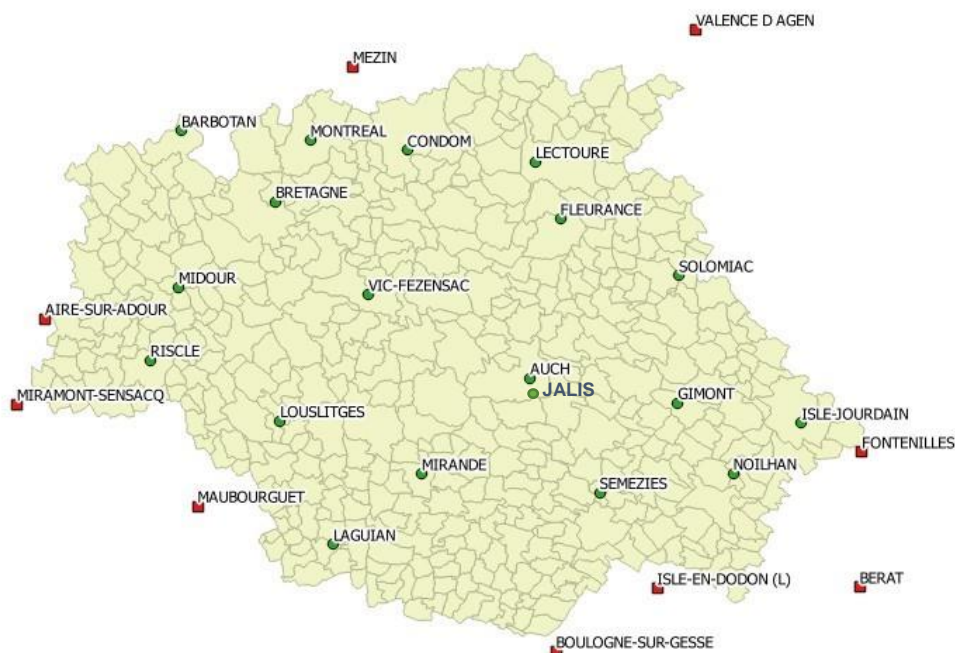 VALENCE D AGEN
MEZIN
BARBOTAN
MONTREAL
CONDOM
LECTOURE
BRETAGNE
FLEURANCE
SOLOMIAC
MIDOUR
VIC-FEZENSAC
AIRE-SUR-ADOUR
RISCLE
AUCH
JALIS
MIRAMONT-SENSACQ
GIMONT
LOUSLITGES
ISLE-JOURDAIN
FONTENILLES
MIRANDE
NOILHAN
SEMEZIES
MAUBOURGUET
LAGUIAN
ISLE-EN-DODON (L)
BERAT
BOULOGNE-SUR-GESSE